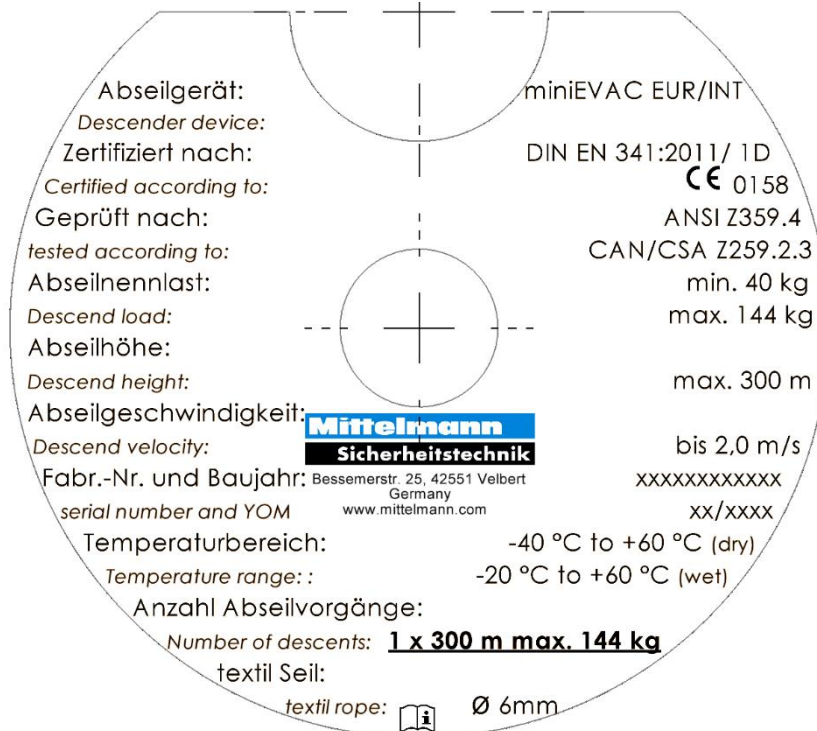 Abseilgerät: miniEVAC EUR/INT
Descender device:
Zertifiziert nach: DIN EN 341:2011/ 1D
Certified according to: CE 0158
Geprüft nach: ANSI Z359.4
tested according to: CAN/CSA Z259.2.3
Abseilnennlast: min. 40 kg
Descend load: max. 144 kg
Abseilhöhe:
Descend height: max. 300 m
Abseilgeschwindigkeit:
Mittelmann
Descend velocity: bis 2,0 m/s
Sicherheitstechnik
Fabr.-Nr. und Baujahr: xxxxxxxxxxxx
Bessemerstr. 25, 42551 Velbert
Germany
serial number and YOM xx/xxxx
www.mittelmann.com
Temperaturbereich: -40 °C to +60 °C (dry)
Temperature range: : -20 °C to +60 °C (wet)
Anzahl Abseilvorgänge:
Number of descents: 1 x 300 m max. 144 kg
textil Seil:
textil rope: Ø 6mm